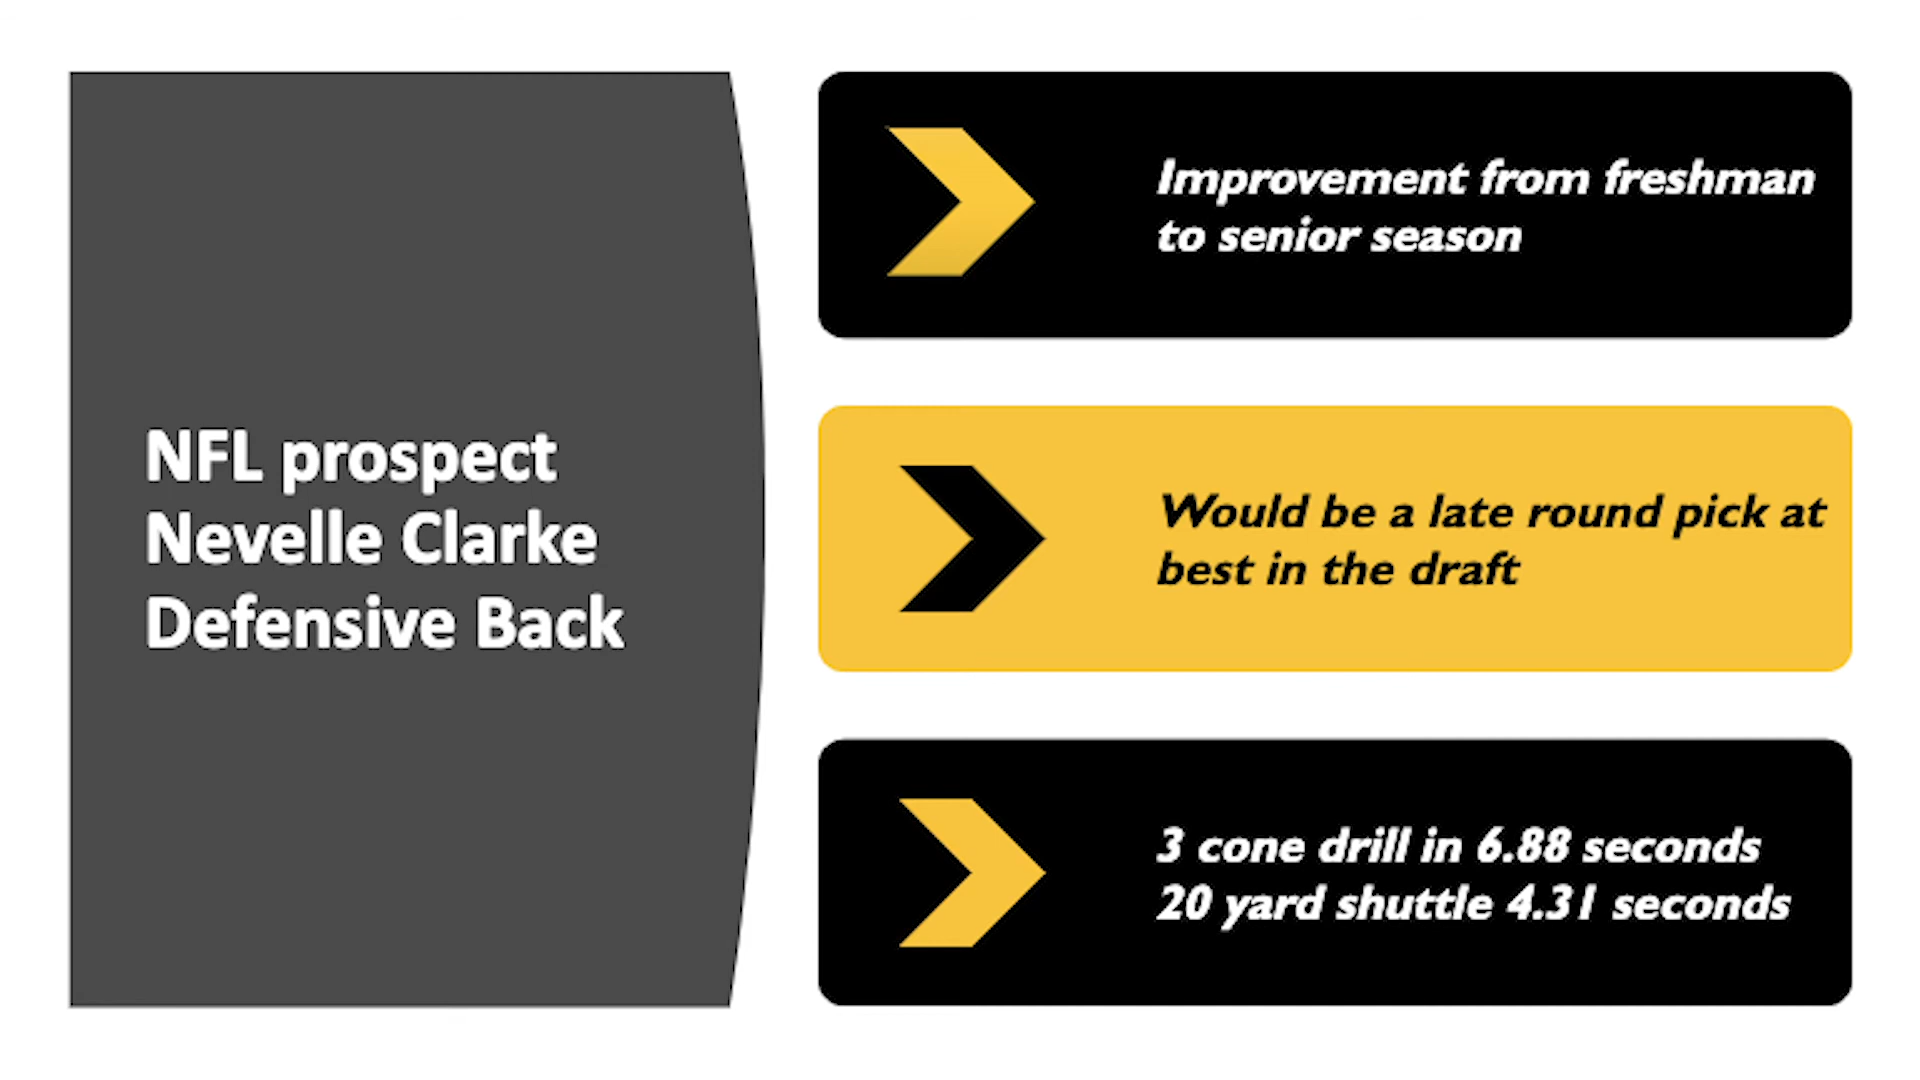 NFL prospect
Nevelle Clarke
Defensive Back
Improvement from freshman
to senior season
Would be a late round pick at
best in the draft
3 cone drill in 6.88 seconds
20 yard shuttle 4.31 seconds